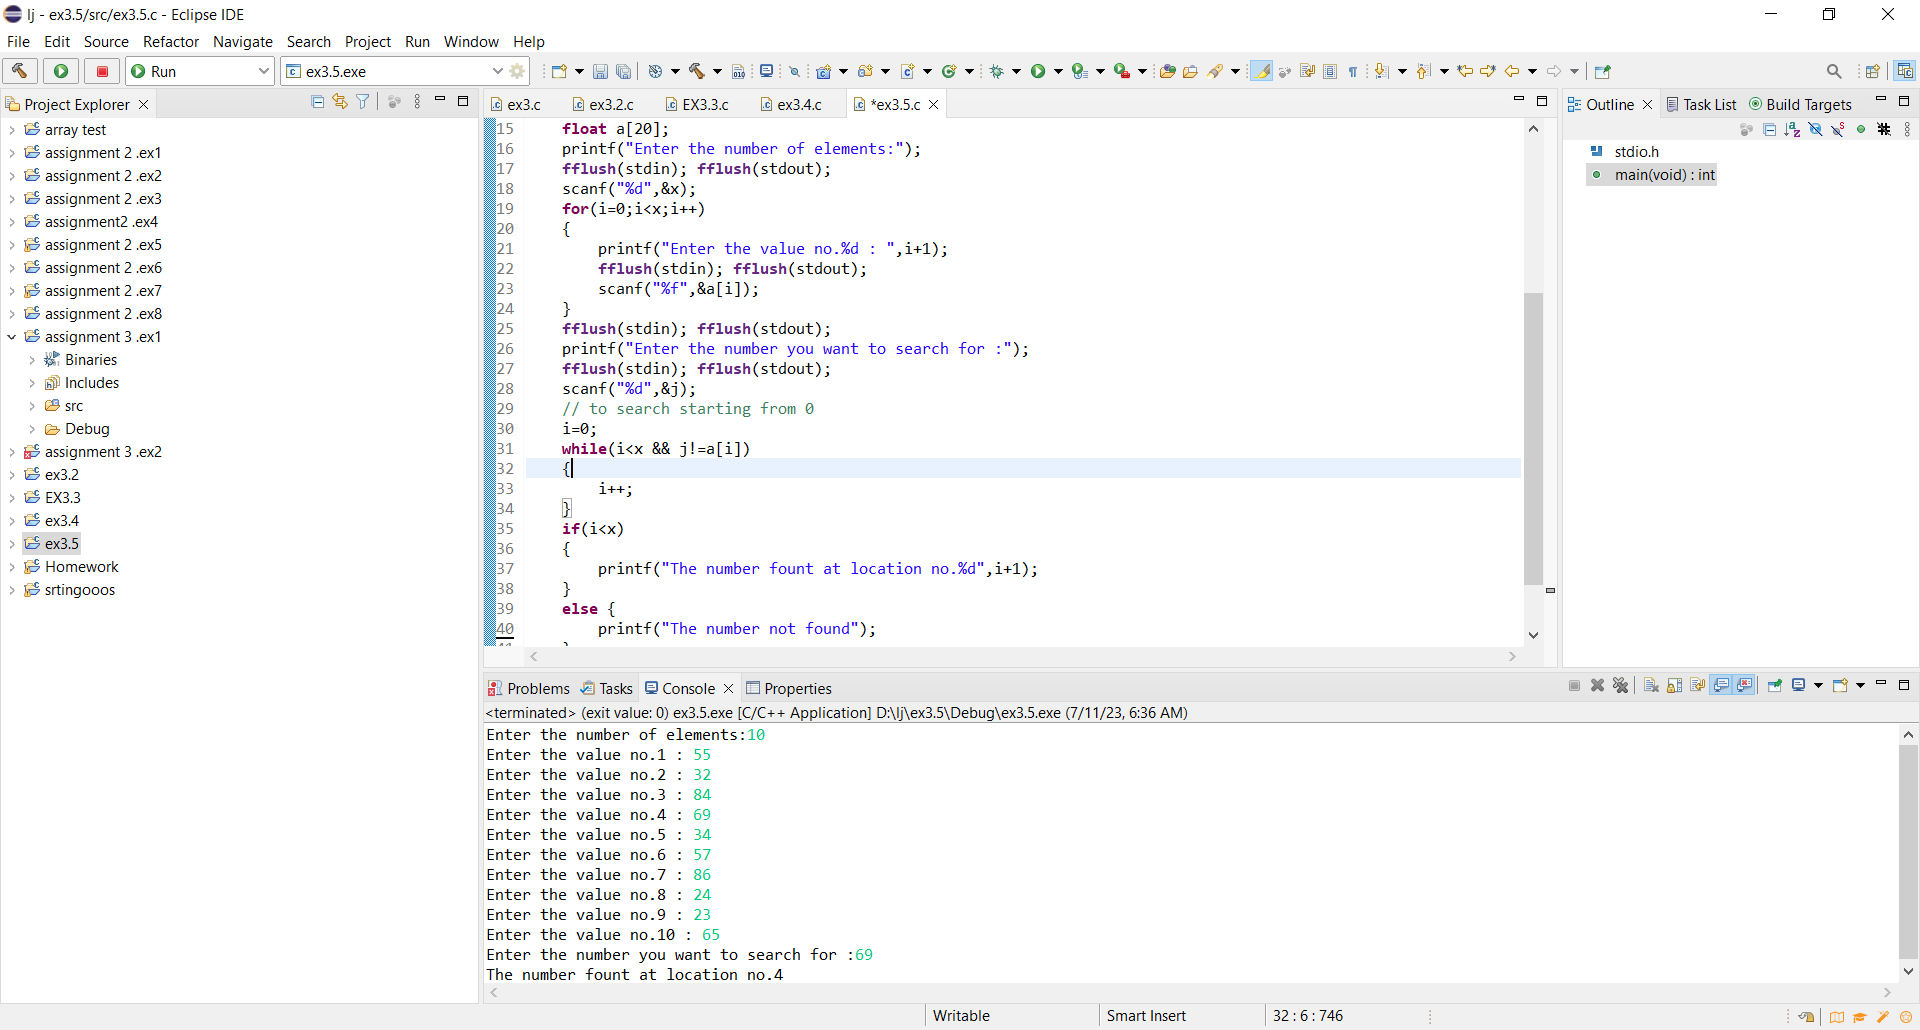 lj - ex3.5/src/ex3.5.c - Eclipse IDE
File Edit Source Refactor Navigate Search Project Run Window Help
Run
ex3.5.exe
Project Explorer
array test
assignment 2 .ex1
assignment 2 .ex2
assignment 2 .ex3
assignment2 .ex4
assignment 2 .ex5
assignment 2 .ex6
assignment 2 .ex7
assignment 2 .ex8
assignment 3 .ex1
Binaries
Includes
src
Debug
assignment 3 .ex2
ex3.2
EX3.3
ex3.4
ex3.5
Homework
srtingooos
ex3.c ex3.2.c EX3.3.c ex3.4.c *ex3.5.c
15 float a[20];
16 printf("Enter the number of elements:");
17 fflush(stdin); fflush(stdout);
18 scanf("%d",&x);
19 for(i=0;i<x;i++)
20 {
21 printf("Enter the value no.%d : ",i+1);
22 fflush(stdin); fflush(stdout);
23 scanf("%f",&a[i]);
24 }
25 fflush(stdin); fflush(stdout);
26 printf("Enter the number you want to search for :");
27 fflush(stdin); fflush(stdout);
28 scanf("%d",&j);
29 // to search starting from 0
30 i=0;
31 while(i<x && j!=a[i])
32 {
33 i++;
34 }
35 if(i<x)
36 {
37 printf("The number fount at location no.%d",i+1);
38 }
39 else {
40 printf("The number not found");
Outline Task List Build Targets
stdio.h
main(void) : int
Problems Tasks Console Properties
<terminated> (exit value: 0) ex3.5.exe [C/C++ Application] D:\lj\ex3.5\Debug\ex3.5.exe (7/11/23, 6:36 AM)
Enter the number of elements:10
Enter the value no.1 : 55
Enter the value no.2 : 32
Enter the value no.3 : 84
Enter the value no.4 : 69
Enter the value no.5 : 34
Enter the value no.6 : 57
Enter the value no.7 : 86
Enter the value no.8 : 24
Enter the value no.9 : 23
Enter the value no.10 : 65
Enter the number you want to search for :69
The number fount at location no.4
Writable Smart Insert 32 : 6 : 746